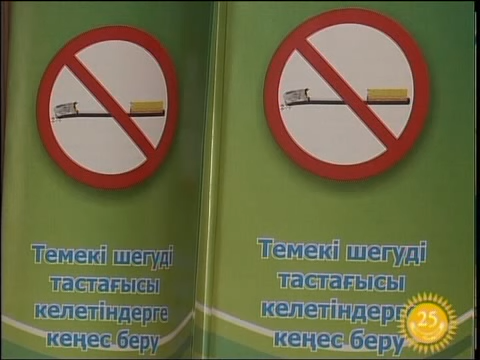 Темекі шегуді
тастағысы
келетіндерге
кеңес беру
Темекі шегуді
тастағысы
келетіндерге
кеңес беру
25